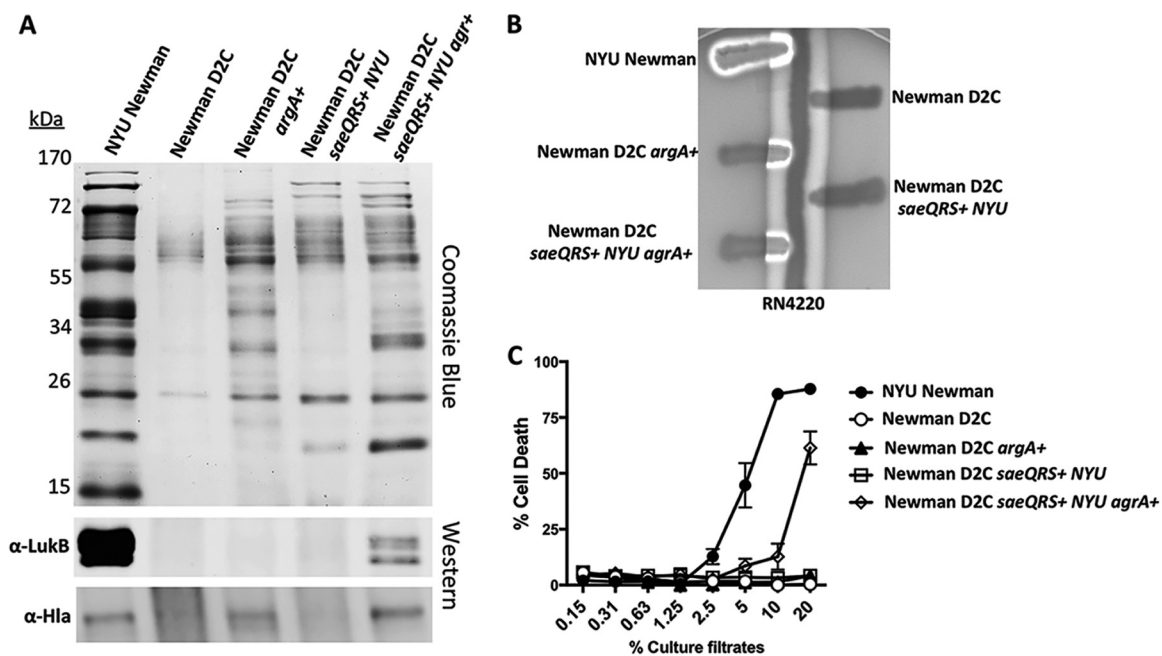 A
kDa
NYU Newman
Newman D2C
Newman D2C
argA+
Newman D2C
saeQRS+ NYU
Newman D2C
saeQRS+ NYU agr+
170
72
55
34
26
15
Coomassie Blue
α-LukB
α-Hla
Western
B
NYU Newman
Newman D2C
Newman D2C argA+
Newman D2C
saeQRS+ NYU
Newman D2C
saeQRS+ NYU agrA+
RN4220
C
% Cell Death
100
75
50
25
0
0.15
0.31
0.63
1.25
2.5
5
10
20
% Culture filtrates
NYU Newman
Newman D2C
Newman D2C argA+
Newman D2C saeQRS+ NYU
Newman D2C saeQRS+ NYU agrA+